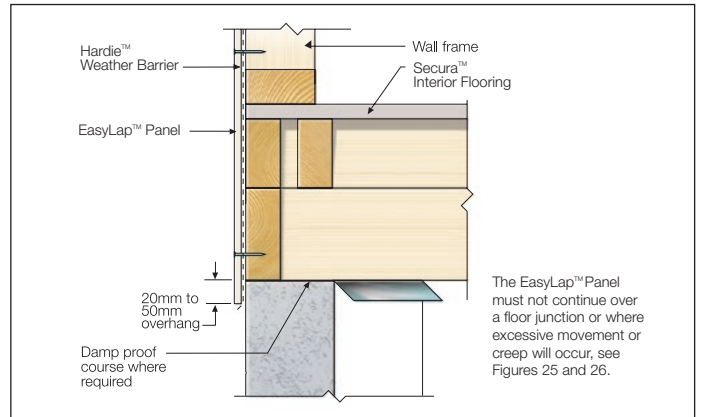 Hardie™
Weather Barrier
EasyLap™ Panel
20mm to
50mm
overhang
Damp proof
course where
required
Wall frame
Secura™
Interior Flooring
The EasyLap™ Panel
must not continue over
a floor junction or where
excessive movement or
creep will occur, see
Figures 25 and 26.